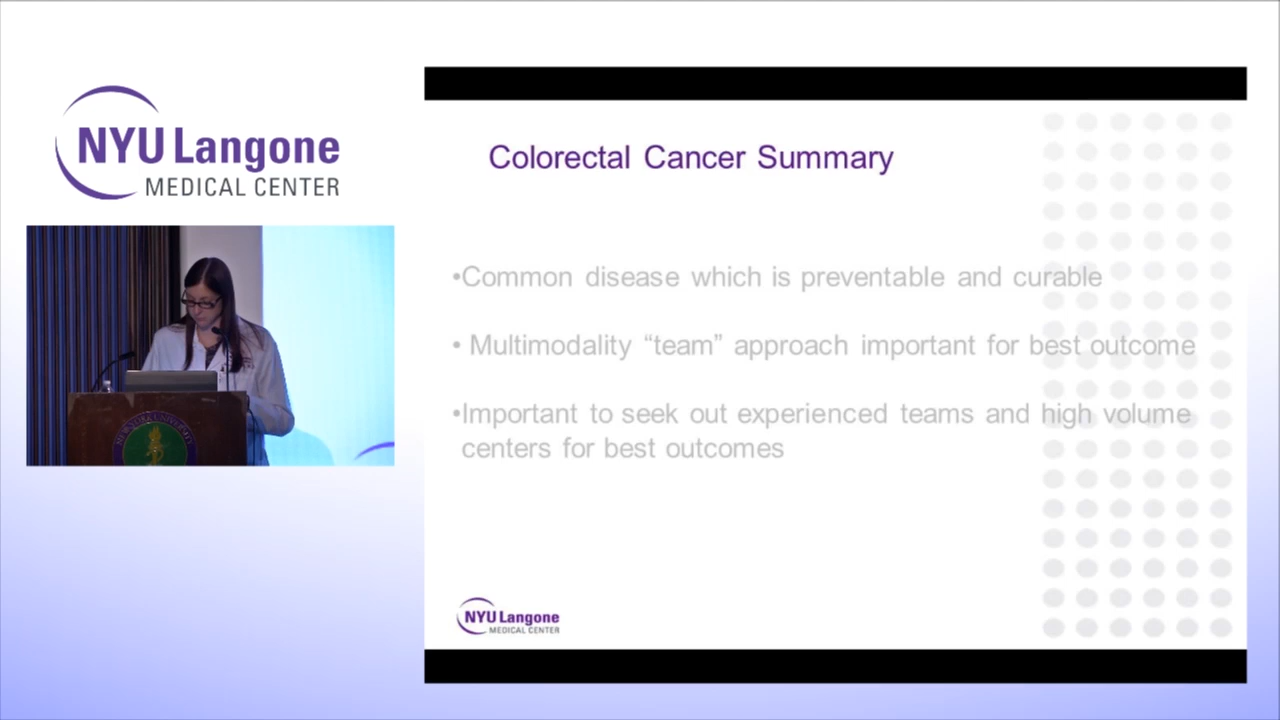 NYU Langone
MEDICAL CENTER
Colorectal Cancer Summary
•Common disease which is preventable and curable
• Multimodality “team” approach important for best outcome
•Important to seek out experienced teams and high volume
centers for best outcomes
NYU Langone
MEDICAL CENTER